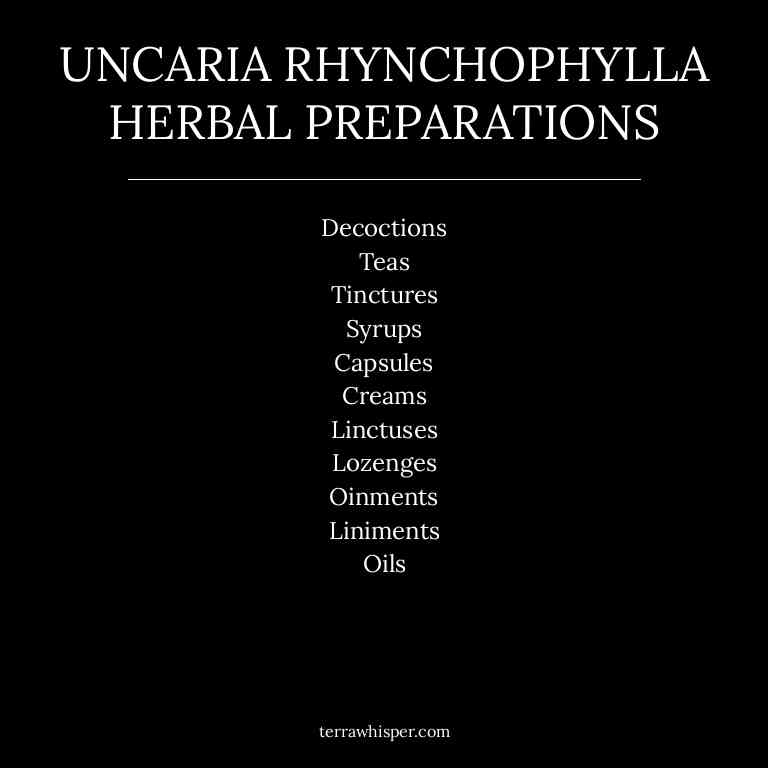 UNCARIA RHYNCHOPHYLLA
HERBAL PREPARATIONS
Decoctions
Teas
Tinctures
Syrups
Capsules
Creams
Linctuses
Lozenges
Oinments
Liniments
Oils
terrawhisper.com